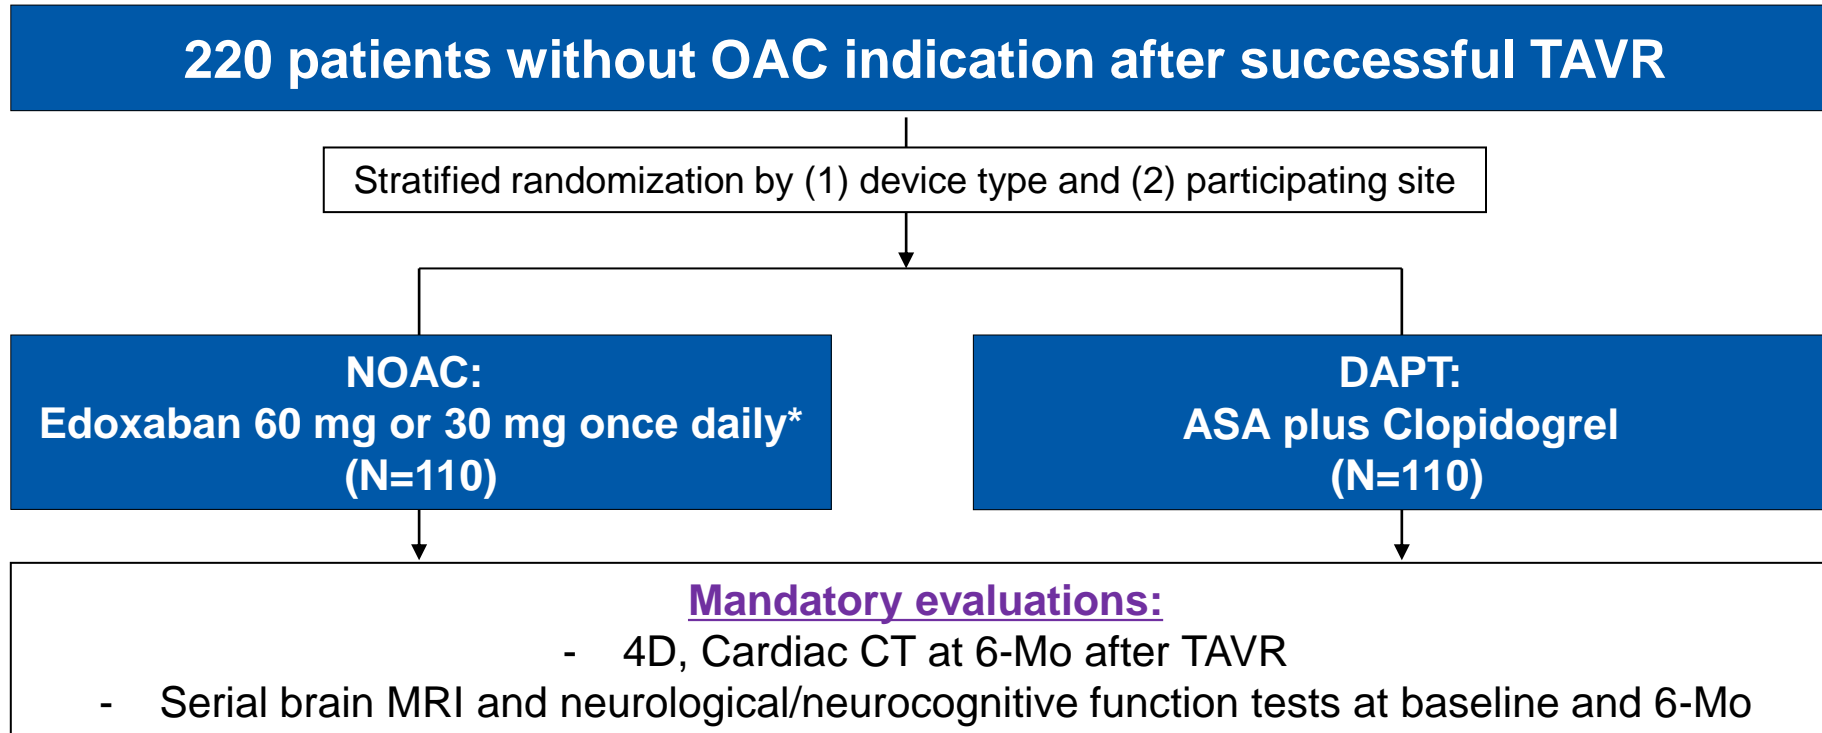 220 patients without OAC indication after successful TAVR
Stratified randomization by (1) device type and (2) participating site
NOAC:
Edoxaban 60 mg or 30 mg once daily*
(N=110)
DAPT:
ASA plus Clopidogrel
(N=110)
Mandatory evaluations:
- 4D, Cardiac CT at 6-Mo after TAVR
- Serial brain MRI and neurological/neurocognitive function tests at baseline and 6-Mo